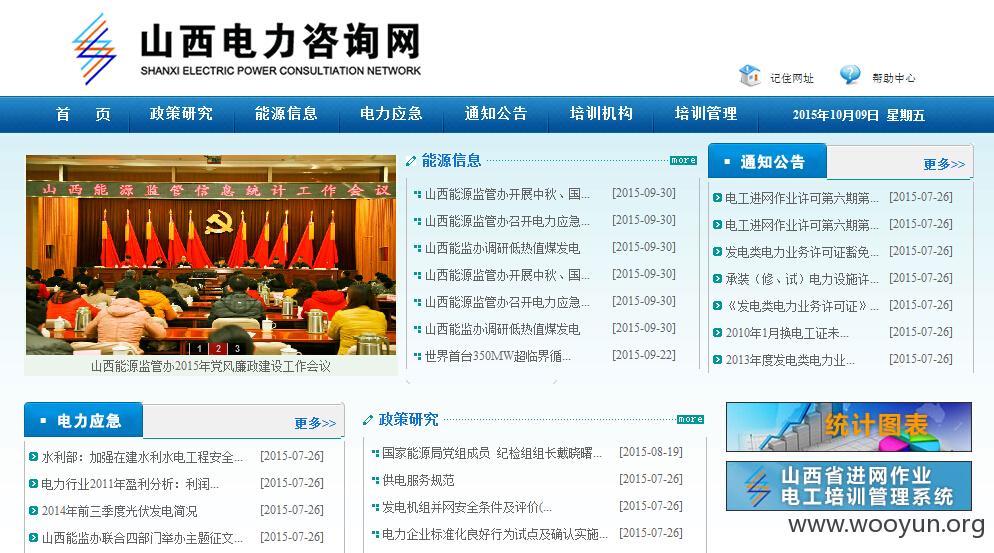 山西电力咨询网
SHANXI ELECTRIC POWER CONSULTIATION NETWORK
记住网址
帮助中心
首 页 政策研究 能源信息 电力应急 通知公告 培训机构 培训管理 2015年10月09日 星期五
山西能源监管信息统计工作会议
1 2 3
山西能源监管办2015年党风廉政建设工作会议
能源信息 more
山西能源监管办开展中秋、国... [2015-09-30]
山西能源监管办召开电力应急... [2015-09-30]
山西能监办调研低热值煤发电 [2015-09-30]
山西能源监管办开展中秋、国... [2015-09-30]
山西能源监管办召开电力应急... [2015-09-30]
山西能监办调研低热值煤发电 [2015-09-30]
世界首台350MW超临界循... [2015-09-22]
通知公告 更多>>
电工进网作业许可第六期第... [2015-07-26]
电工进网作业许可第六期第... [2015-07-26]
发电类电力业务许可证豁免... [2015-07-26]
承装（修、试）电力设施许... [2015-07-26]
《发电类电力业务许可证》... [2015-07-26]
2010年1月换电工证未... [2015-07-26]
2013年度发电类电力业... [2015-07-26]
电力应急 更多>>
水利部：加强在建水利水电工程安全... [2015-07-26]
电力行业2011年盈利分析：利润... [2015-07-26]
2014年前三季度光伏发电简况 [2015-07-26]
山西能监办联合四部门举办主题征文... [2015-07-26]
政策研究 more
国家能源局党组成员 纪检组组长戴晓曙... [2015-08-19]
供电服务规范 [2015-07-26]
发电机组并网安全条件及评价(... [2015-07-26]
电力企业标准化良好行为试点及确认实施... [2015-07-26]
统计图表
山西省进网作业
电工培训管理系统
www.wooyun.org